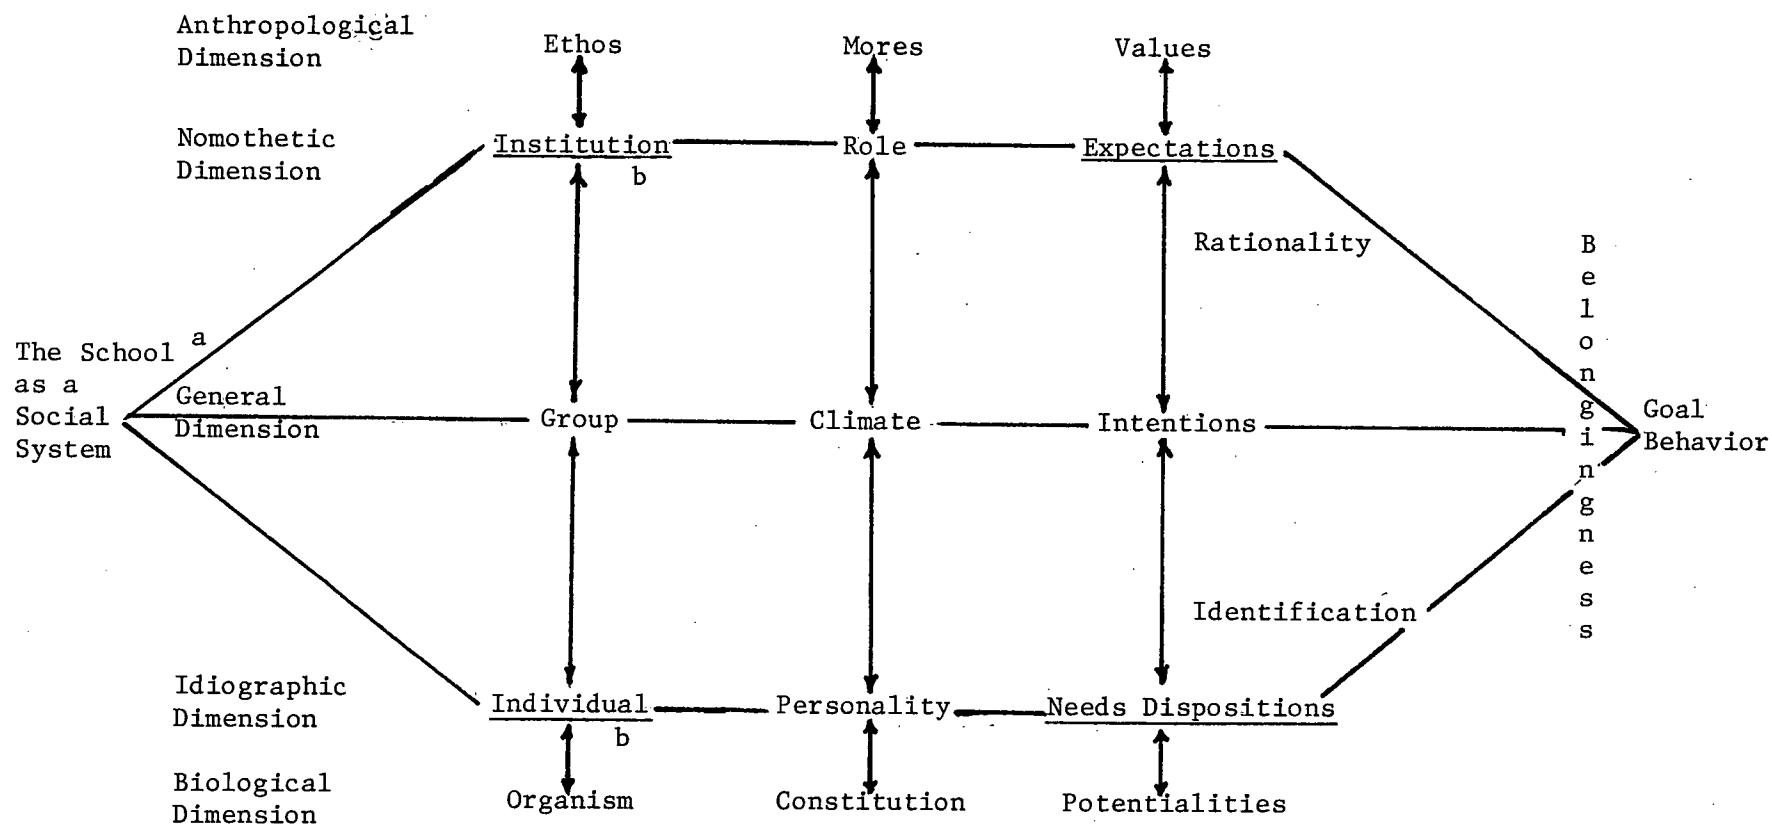 Anthropological
Dimension
Ethos
Mores
Values
Nomothetic
Dimension
Institution
b
Role
Expectations
Rationality
Belongingness
The School a
as a
Social
System
General
Dimension
Group
Climate
Intentions
Goal
Behavior
Identification
Idiographic
Dimension
Individual
b
Personality
Needs Dispositions
Biological
Dimension
Organism
Constitution
Potentialities